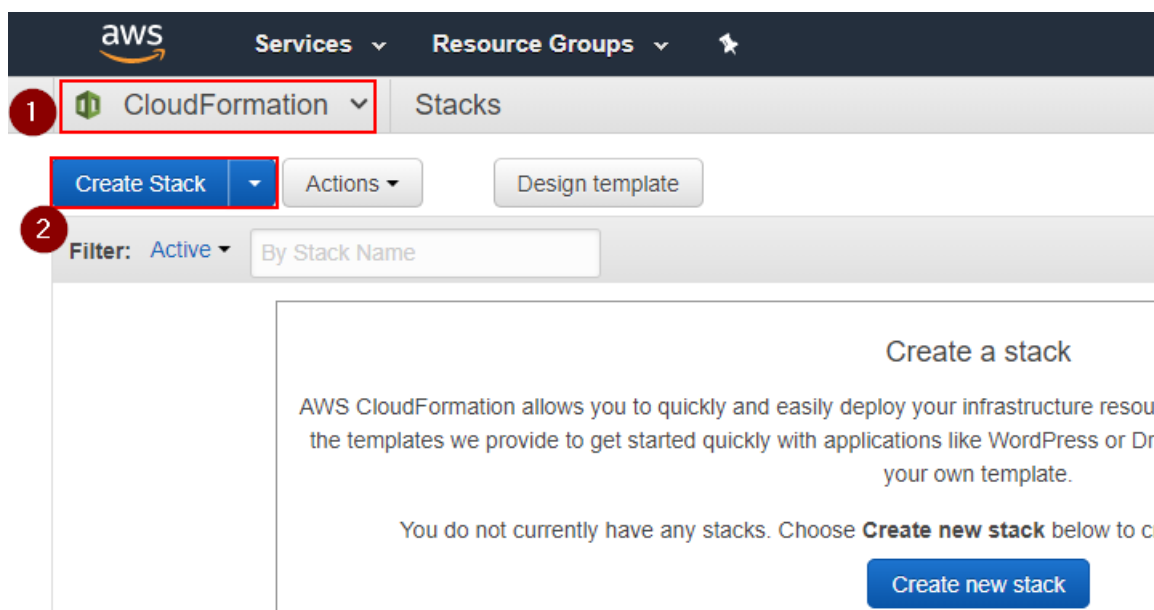 aws Services Resource Groups
1 CloudFormation Stacks
Create Stack Actions Design template
2
Filter: Active By Stack Name
Create a stack
AWS CloudFormation allows you to quickly and easily deploy your infrastructure resou
the templates we provide to get started quickly with applications like WordPress or Dr
your own template.
You do not currently have any stacks. Choose Create new stack below to c
Create new stack